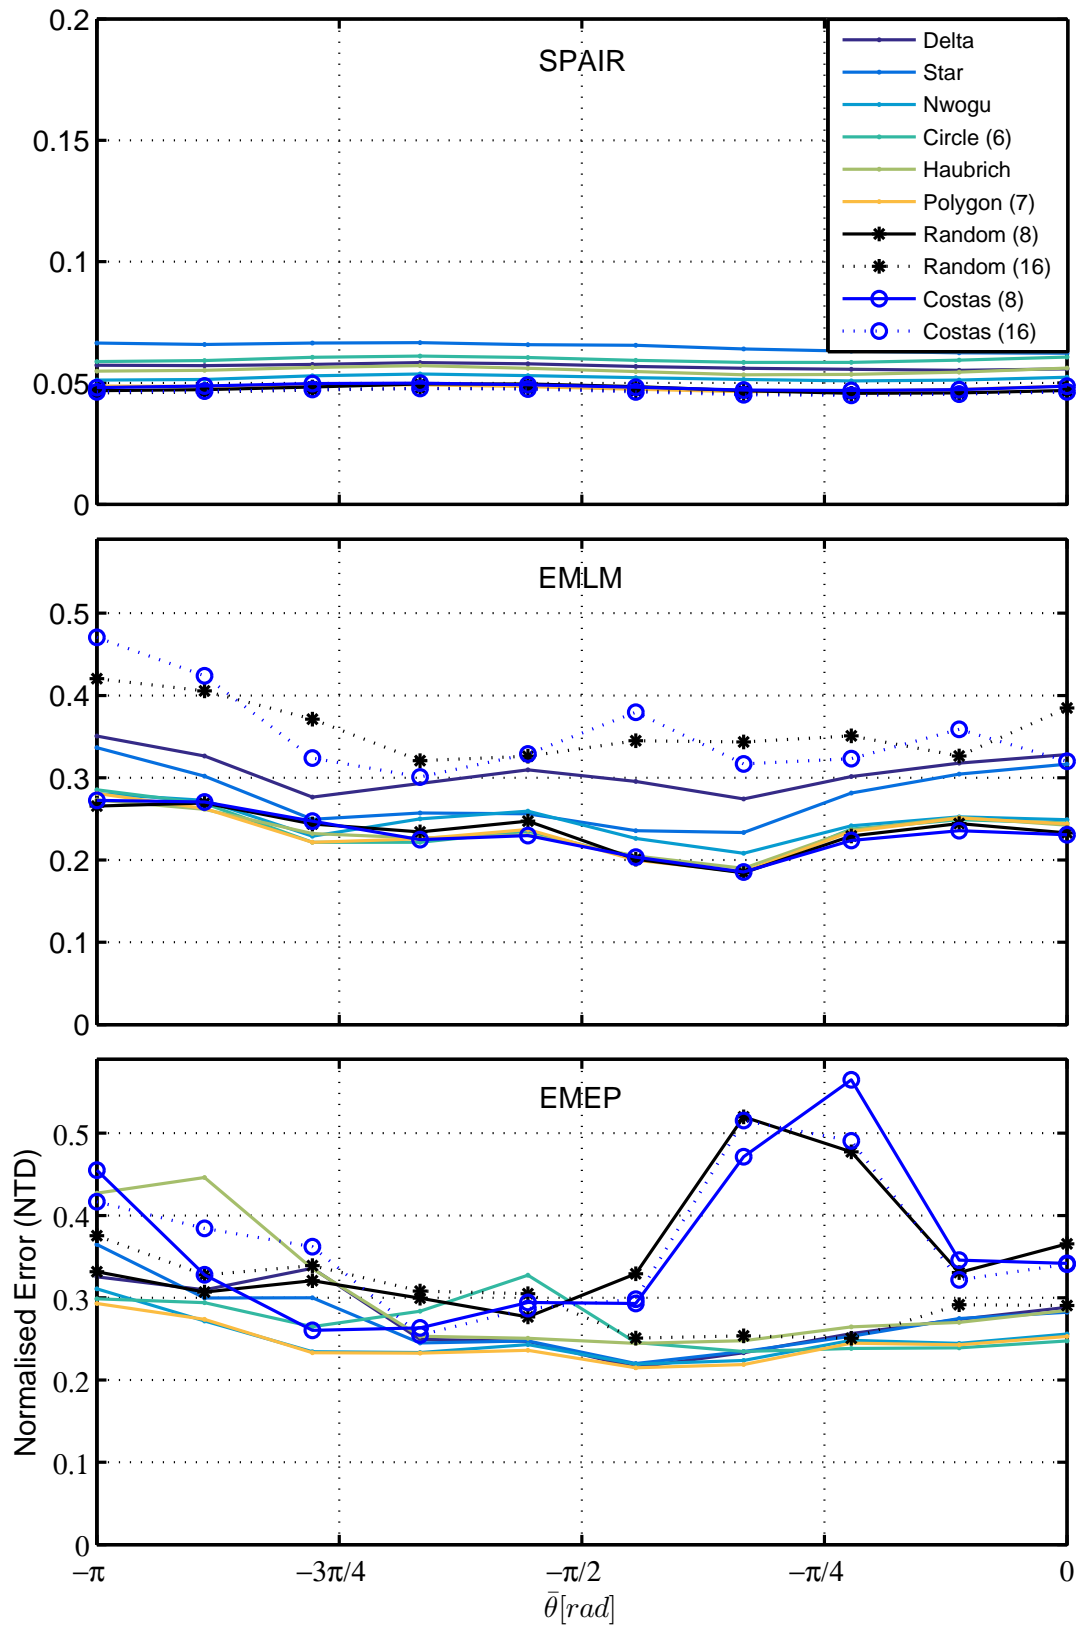 0.2
0.15
0.1
0.05
0
SPAIR
Delta
Star
Nwogu
Circle (6)
Haubrich
Polygon (7)
Random (8)
Random (16)
Costas (8)
Costas (16)
0.5
0.4
0.3
0.2
0.1
0
EMLM
0.5
0.4
0.3
0.2
0.1
0
EMEP
Normalised Error (NTD)
−π
−3π/4
−π/2
−π/4
0
θ̄[rad]